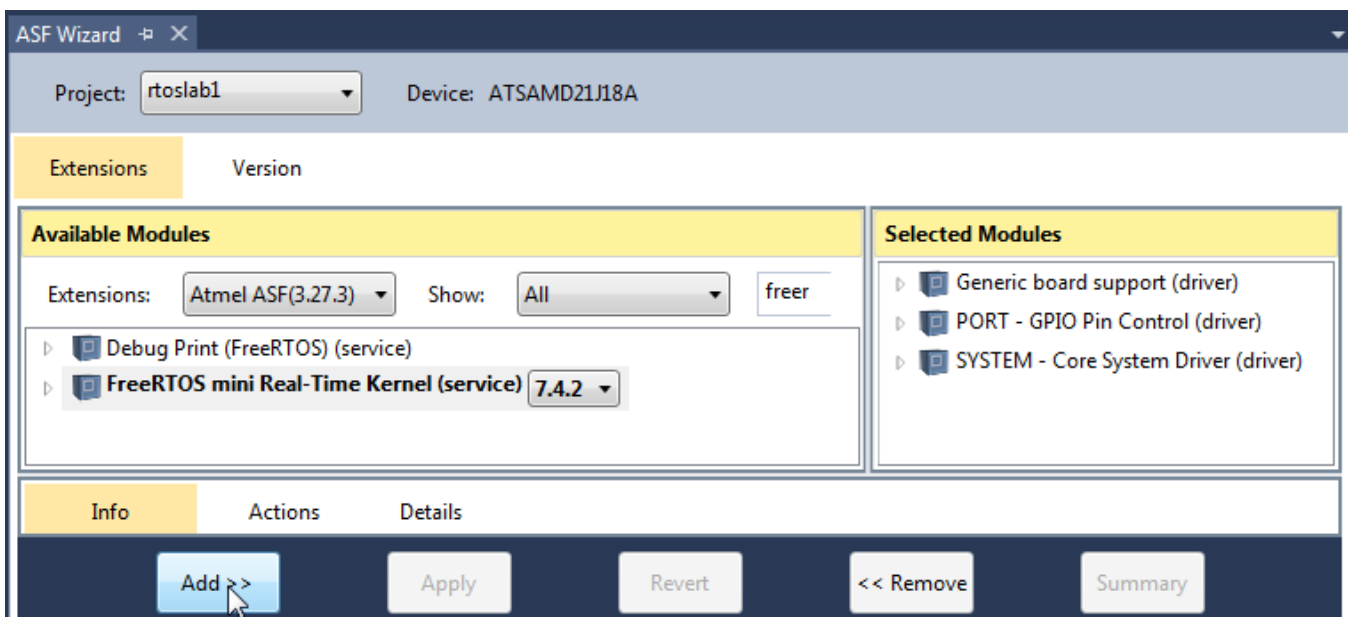 ASF Wizard
Project: rtoslab1 Device: ATSAMD21J18A
Extensions Version
Available Modules
Extensions: Atmel ASF(3.27.3) Show: All freer
Debug Print (FreeRTOS) (service)
FreeRTOS mini Real-Time Kernel (service) 7.4.2
Selected Modules
Generic board support (driver)
PORT - GPIO Pin Control (driver)
SYSTEM - Core System Driver (driver)
Info Actions Details
Add >> Apply Revert << Remove Summary